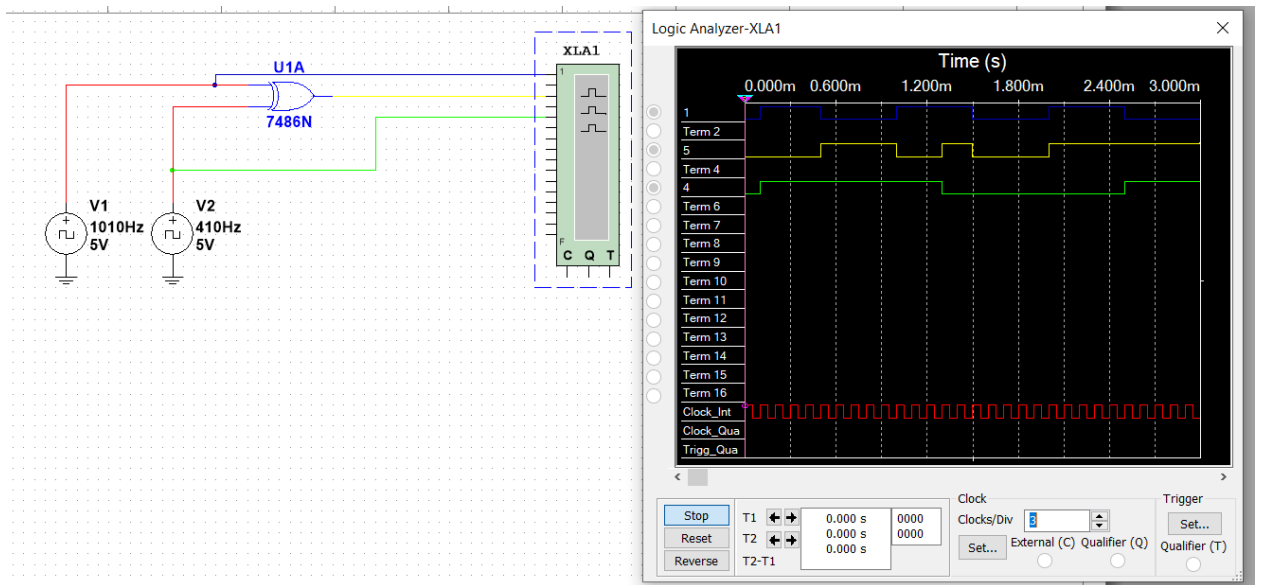 XLA1
1
U1A
7486N
F
C Q T
V1
1010Hz
5V
V2
410Hz
5V
Logic Analyzer-XLA1
Time (s)
0.000m 0.600m 1.200m 1.800m 2.400m 3.000m
1
Term 2
5
Term 4
4
Term 6
Term 7
Term 8
Term 9
Term 10
Term 11
Term 12
Term 13
Term 14
Term 15
Term 16
Clock_Int
Clock_Qua
Trigg_Qua
Stop
Reset
Reverse
T1 0.000 s 0000
T2 0.000 s 0000
T2-T1 0.000 s
Clock
Clocks/Div 3
Set... External (C) Qualifier (Q)
Trigger
Set...
Qualifier (T)